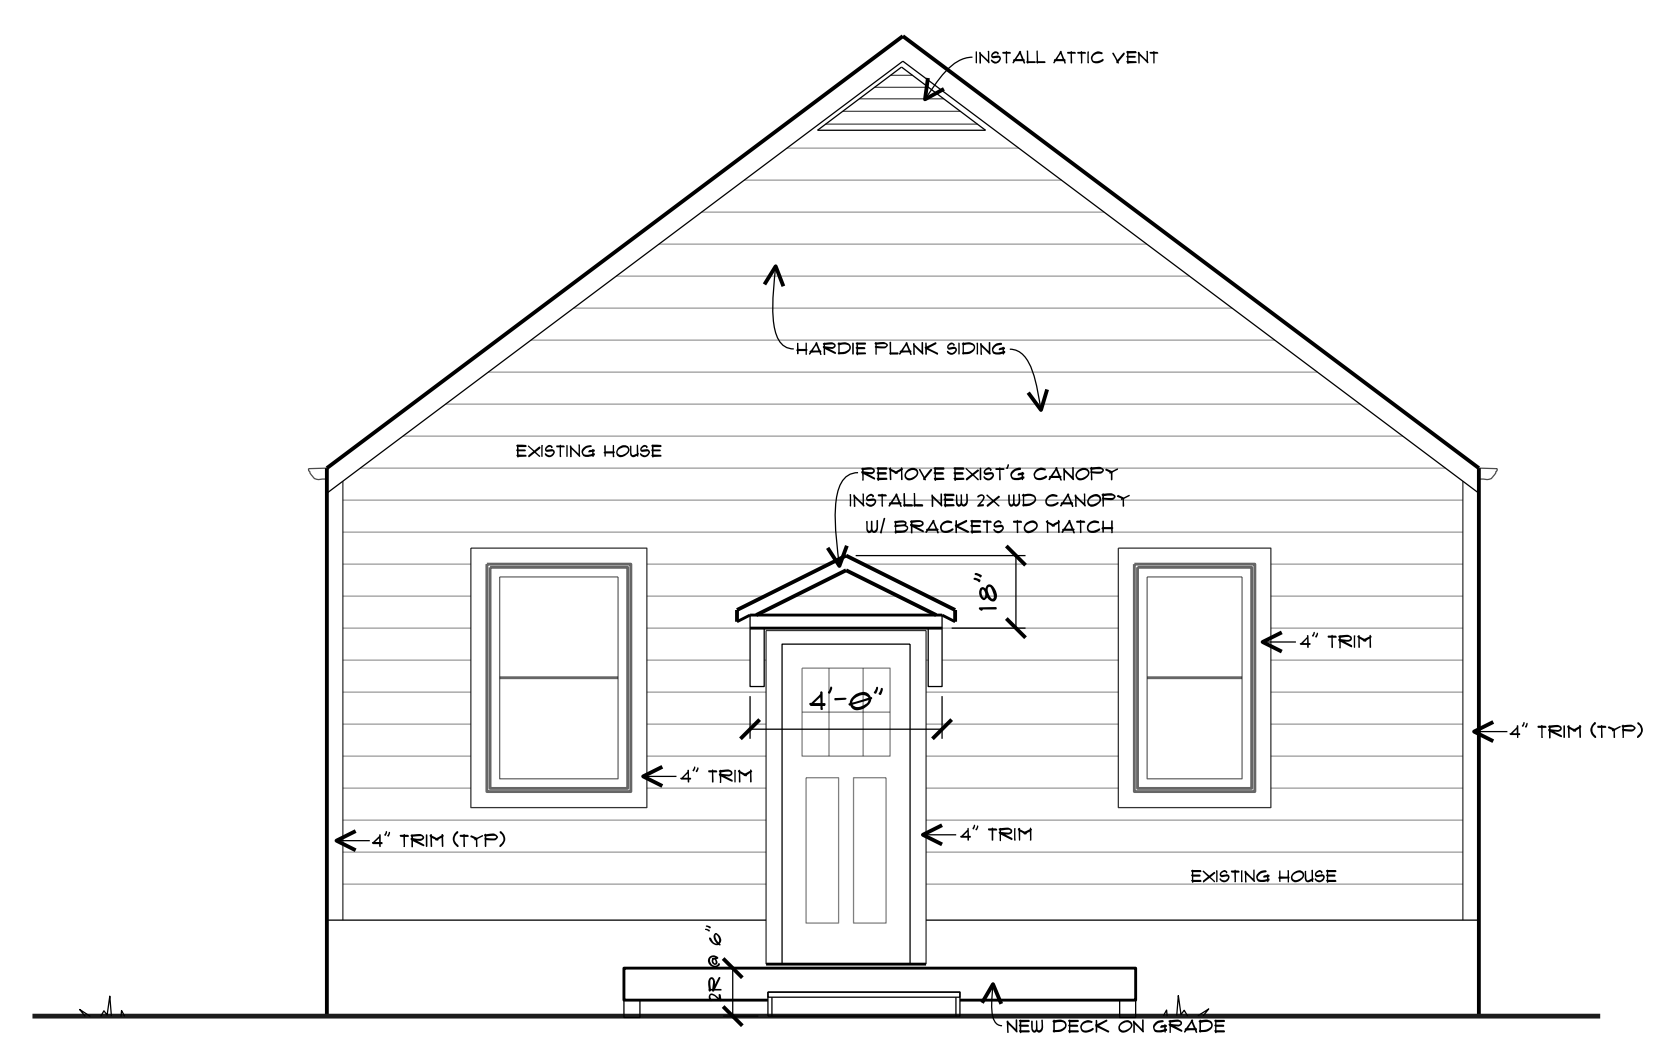 INSTALL ATTIC VENT
HARDIE PLANK SIDING
EXISTING HOUSE
REMOVE EXIST'G CANOPY
INSTALL NEW 2X WD CANOPY
W/ BRACKETS TO MATCH
18"
4" TRIM
4'-0"
4" TRIM (TYP)
4" TRIM
4" TRIM (TYP)
4" TRIM
EXISTING HOUSE
2R @ 6"
NEW DECK ON GRADE